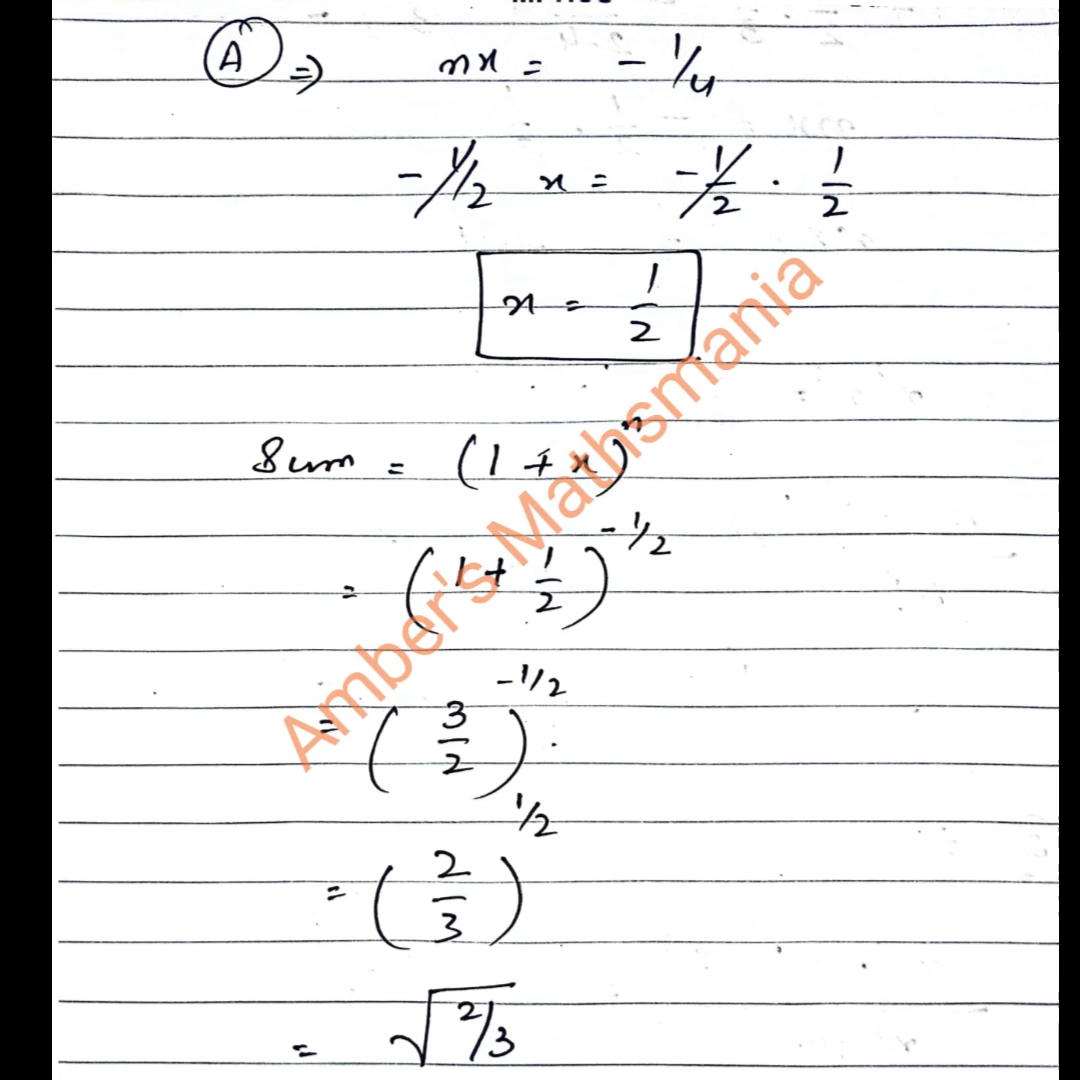 (A) ⇒ nx = - 1/4
- 1/2 x = - 1/2 · 1/2
x = 1/2
Sum = (1 + x)^n
= (1 + 1/2)^-1/2
= (3/2)^-1/2
= (2/3)^1/2
= √2/3
Amber's Mathsmania